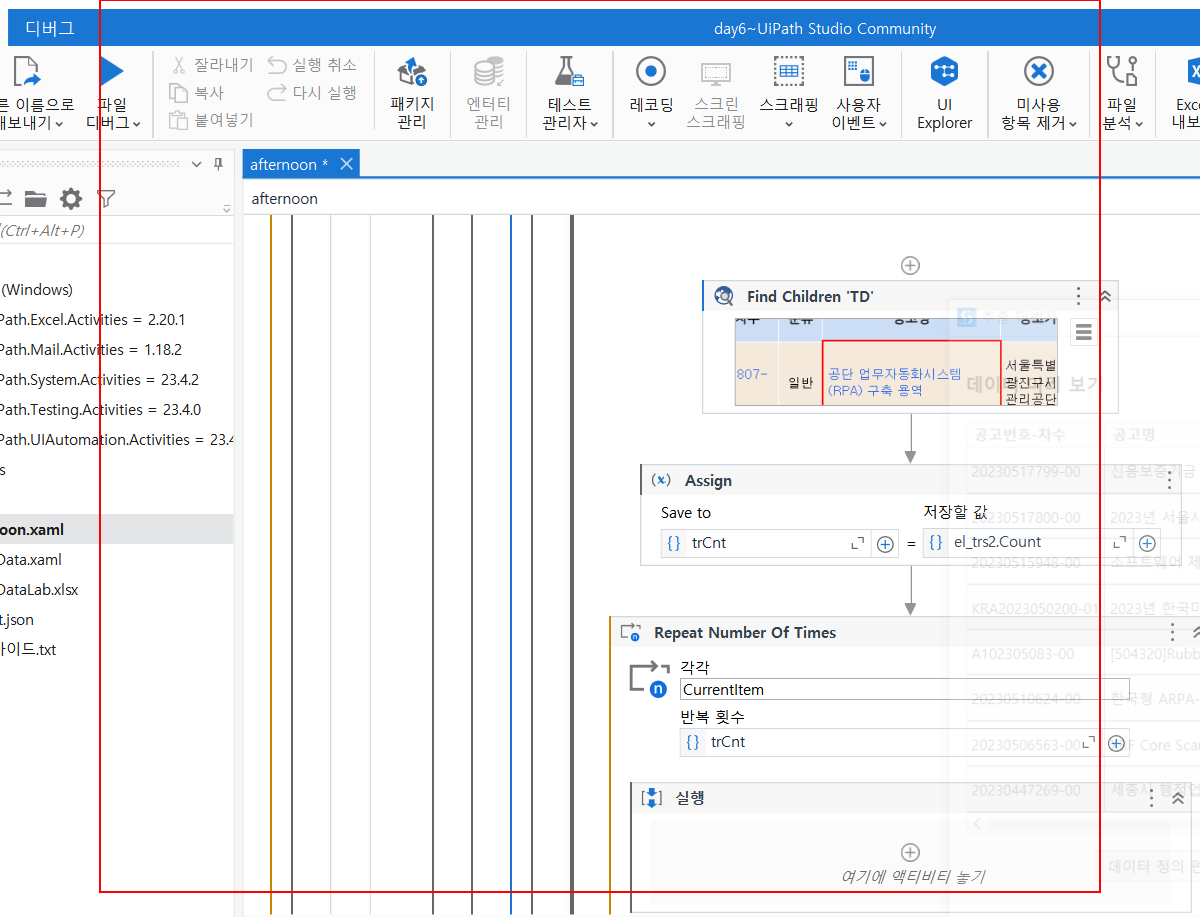 디버그
day6~UiPath Studio Community
른 이름으로
내보내기
파일
디버그
잘라내기
복사
붙여넣기
실행 취소
다시 실행
패키지
관리
엔터티
관리
테스트
관리자
레코딩
스크린
스크래핑
스크래핑
사용자
이벤트
UI
Explorer
미사용
항목 제거
파일
분석
Exce
내보
afternoon *
afternoon
(Ctrl+Alt+P)
(Windows)
Path.Excel.Activities = 2.20.1
Path.Mail.Activities = 1.18.2
Path.System.Activities = 23.4.2
Path.Testing.Activities = 23.4.0
Path.UIAutomation.Activities = 23.4
s
oon.xaml
Data.xaml
DataLab.xlsx
t.json
이드.txt
Find Children 'TD'
차수 분류 공고명 공고기
807-
일반
공단 업무자동화시스템
(RPA) 구축 용역
서울특별
광진구시
관리공단
보기
공고번호-차수 공고명
20230517799-00 신용보증기금
20230517800-00 2023년 서울시
20230515948-00 소프트웨어 제
KRA2023050200-01 2023년 한국마
A102305083-00 [504320]Rubb
20230510624-00 한국형 ARPA-
20230506563-00 F Core Scan
20230447269-00 세종시 행정업
데이터 정의 편
Assign
Save to
저장할 값
trCnt
=
el_trs2.Count
Repeat Number Of Times
각각
CurrentItem
반복 횟수
trCnt
실행
여기에 액티비티 놓기